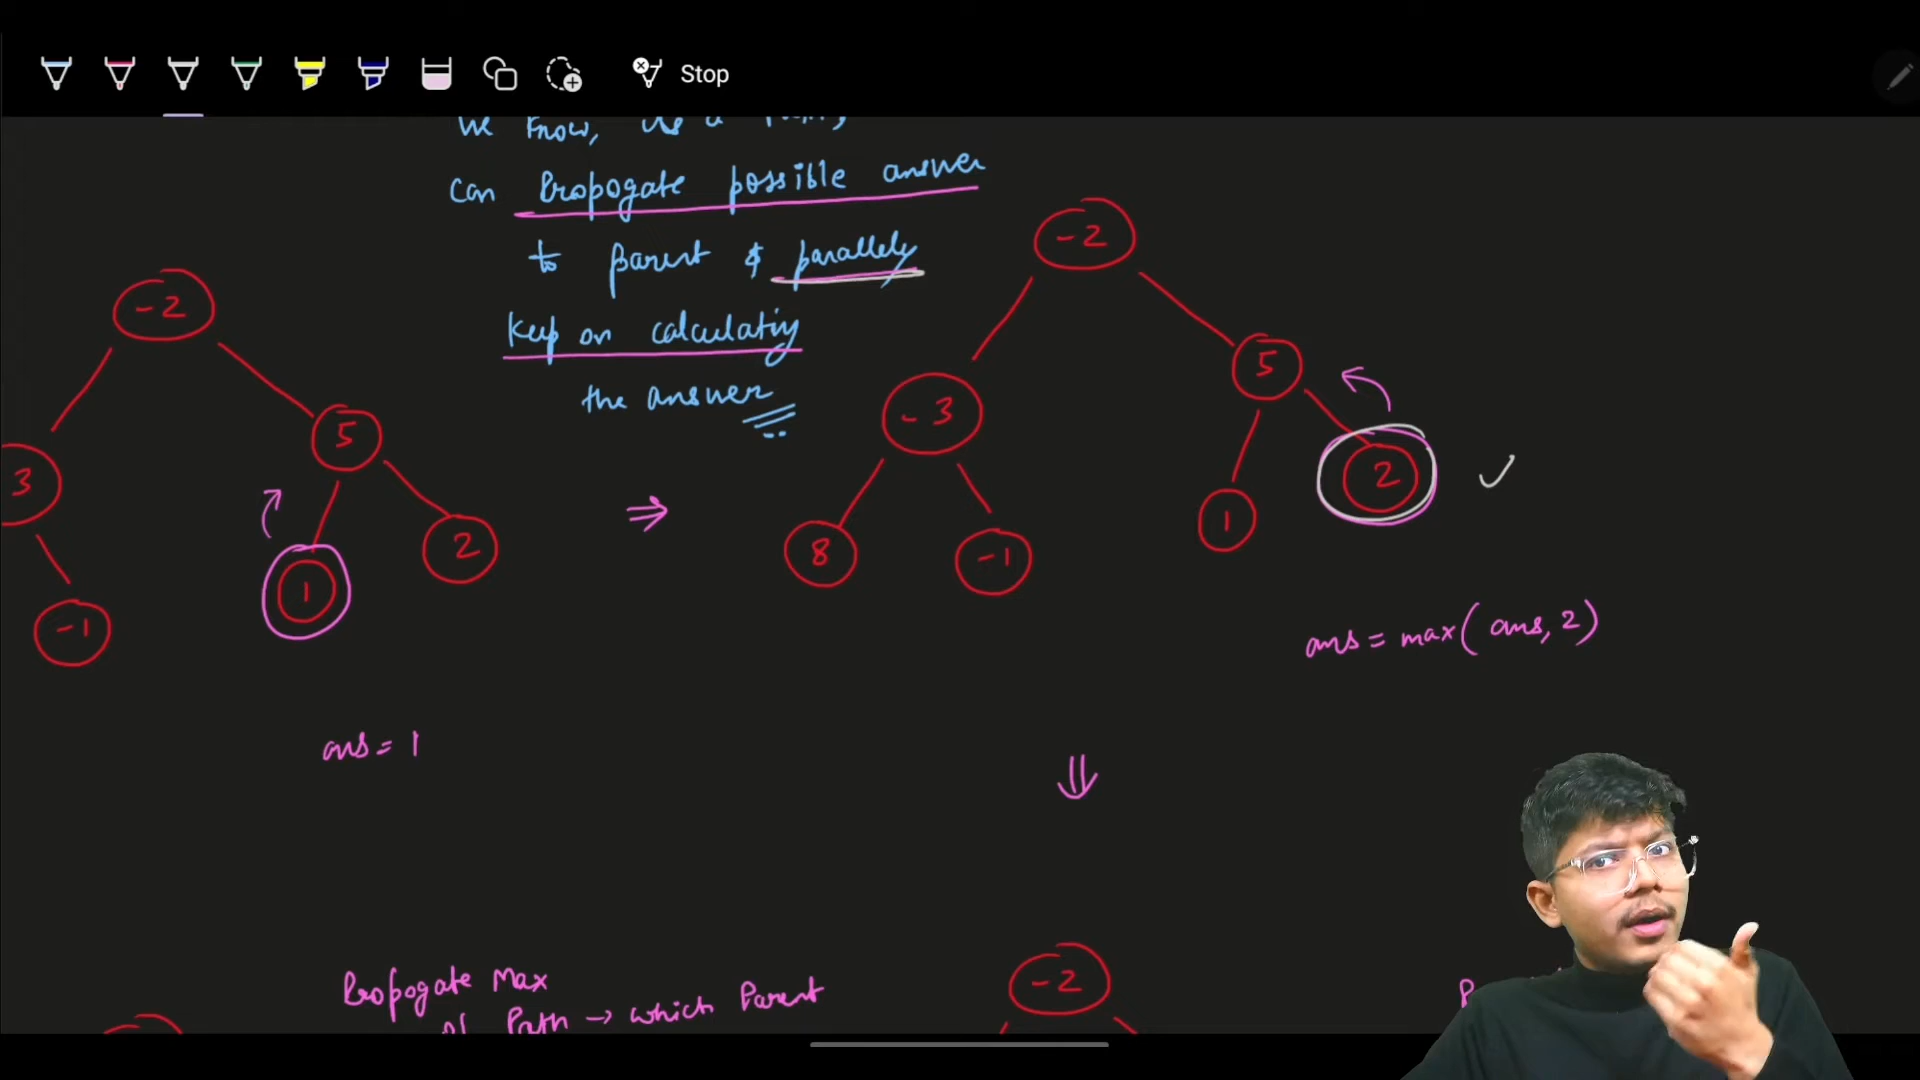 Stop
can Propogate possible answer
to parent & parallely
keep on calculating
the answer
-2
5
3
-1
1
2
ans = 1
⇒
-2
-3
5
8
-1
1
2
✓
ans = max( ans, 2)
⇓
Propogate Max
Path → which Parent
-2